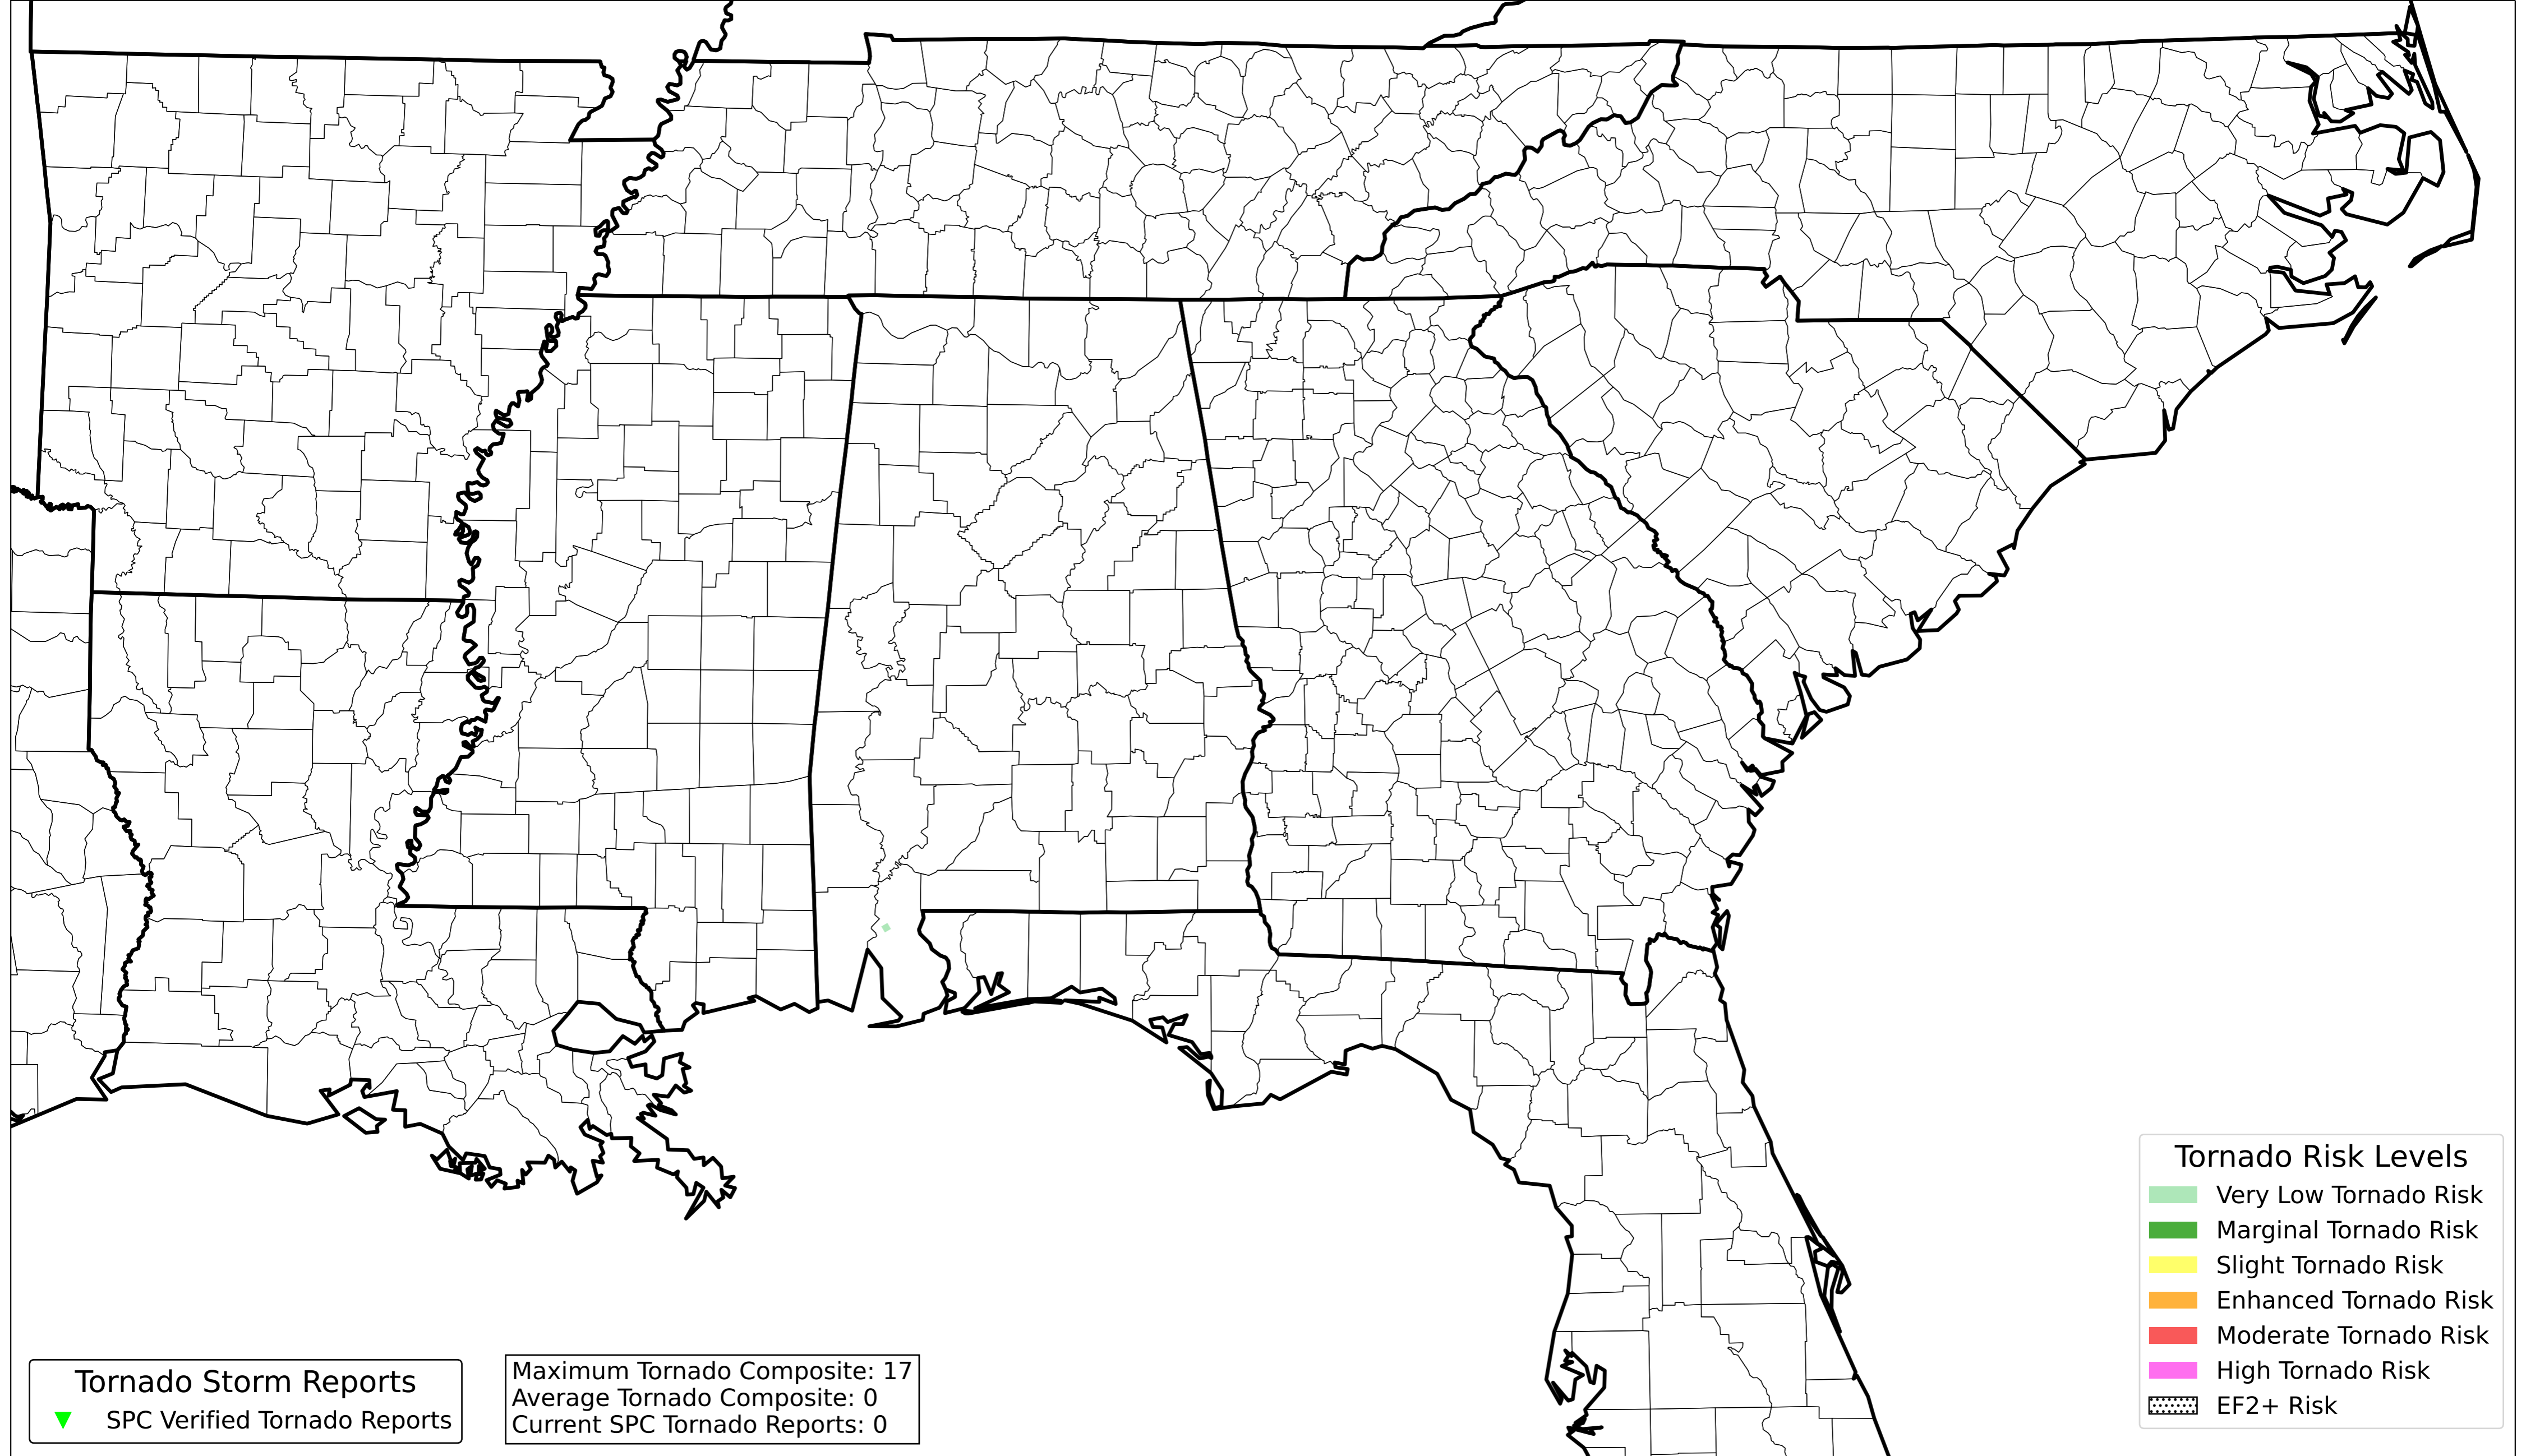 Tornado Storm Reports
SPC Verified Tornado Reports
Maximum Tornado Composite: 17
Average Tornado Composite: 0
Current SPC Tornado Reports: 0
Tornado Risk Levels
Very Low Tornado Risk
Marginal Tornado Risk
Slight Tornado Risk
Enhanced Tornado Risk
Moderate Tornado Risk
High Tornado Risk
EF2+ Risk